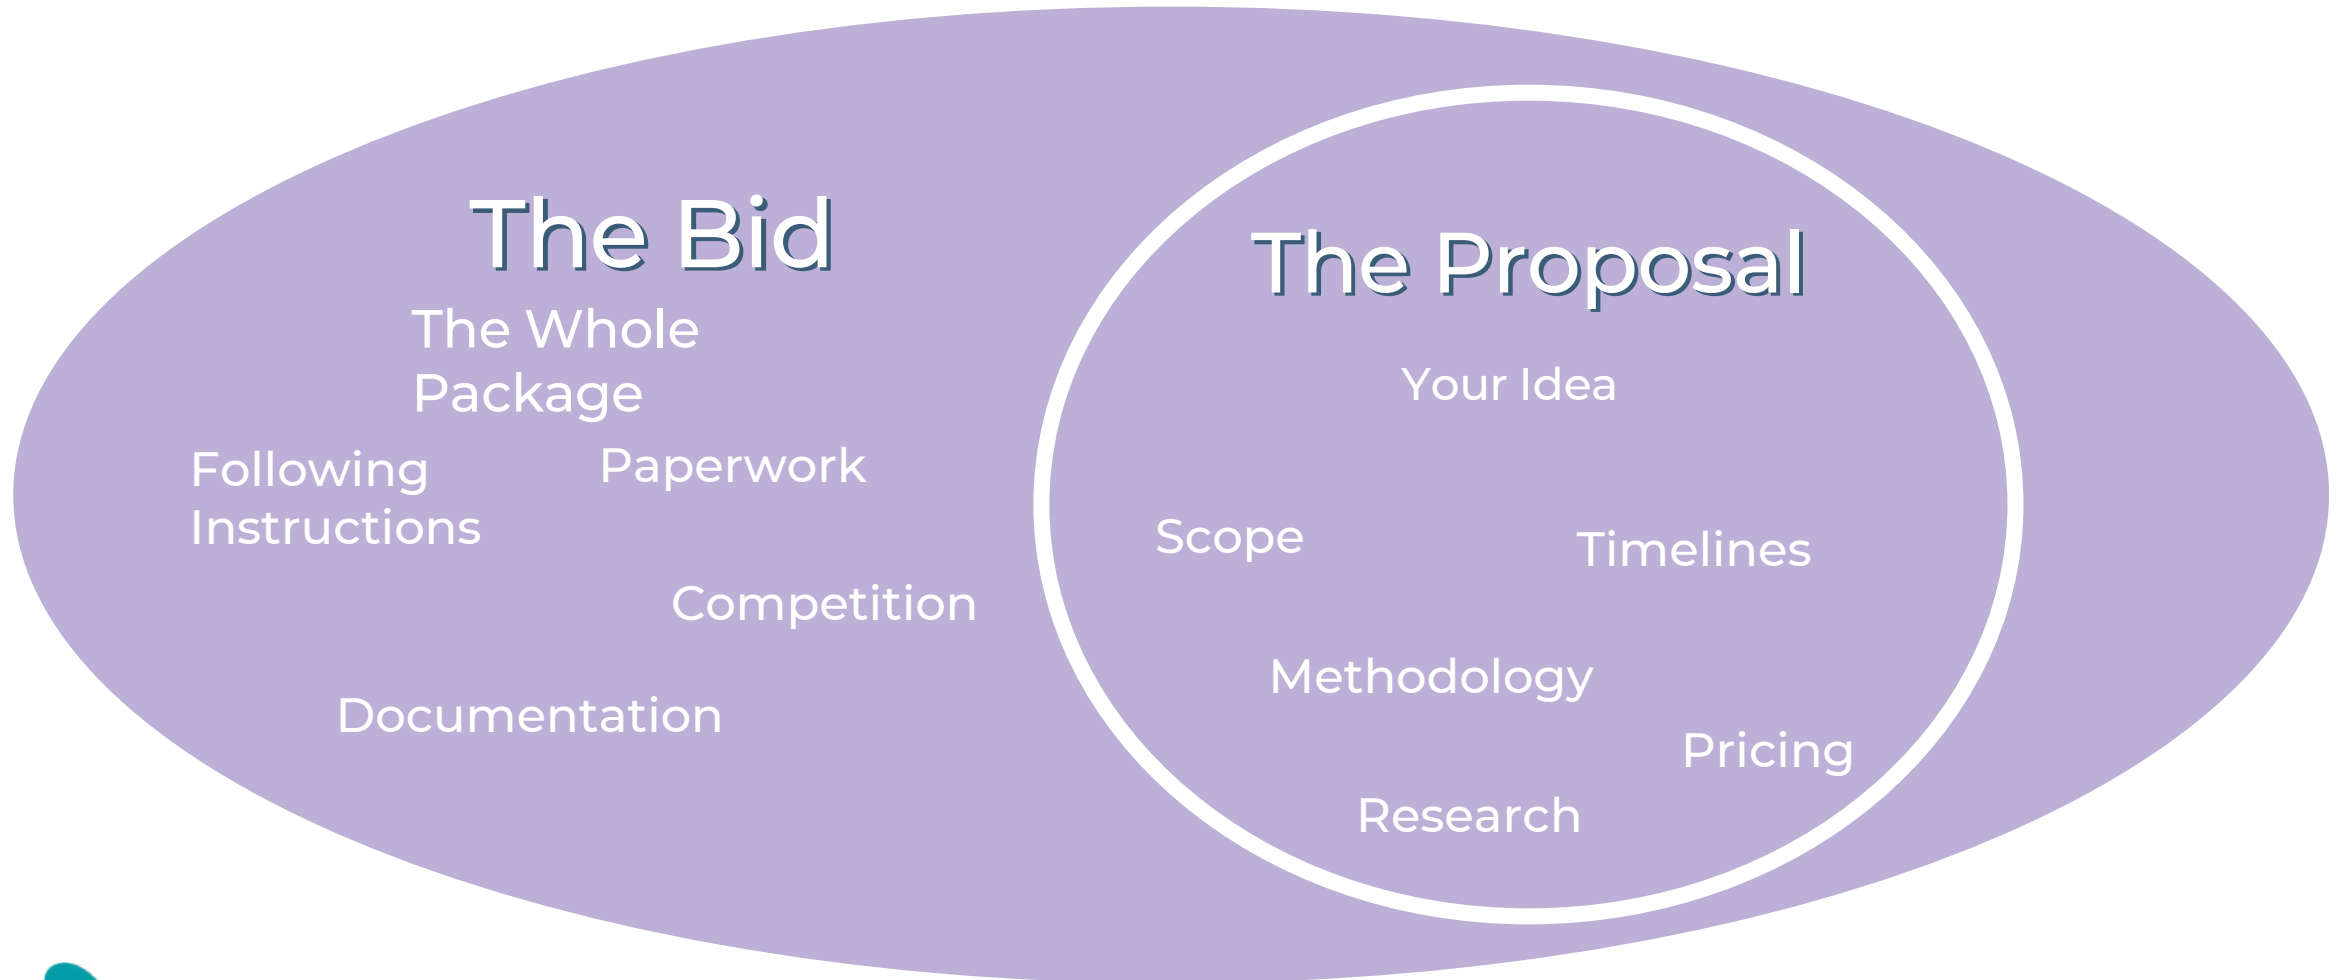 The Bid
The Whole
Package
Following
Instructions
Paperwork
Competition
Documentation
The Proposal
Your Idea
Scope
Timelines
Methodology
Pricing
Research